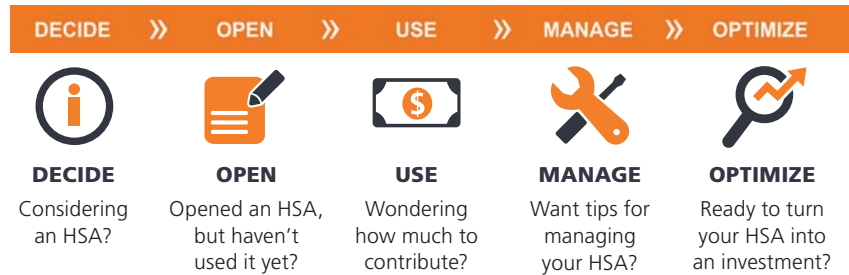 DECIDE » OPEN » USE » MANAGE » OPTIMIZE
$
DECIDE
Considering
an HSA?
OPEN
Opened an HSA,
but haven't
used it yet?
USE
Wondering
how much to
contribute?
MANAGE
Want tips for
managing
your HSA?
OPTIMIZE
Ready to turn
your HSA into
an investment?